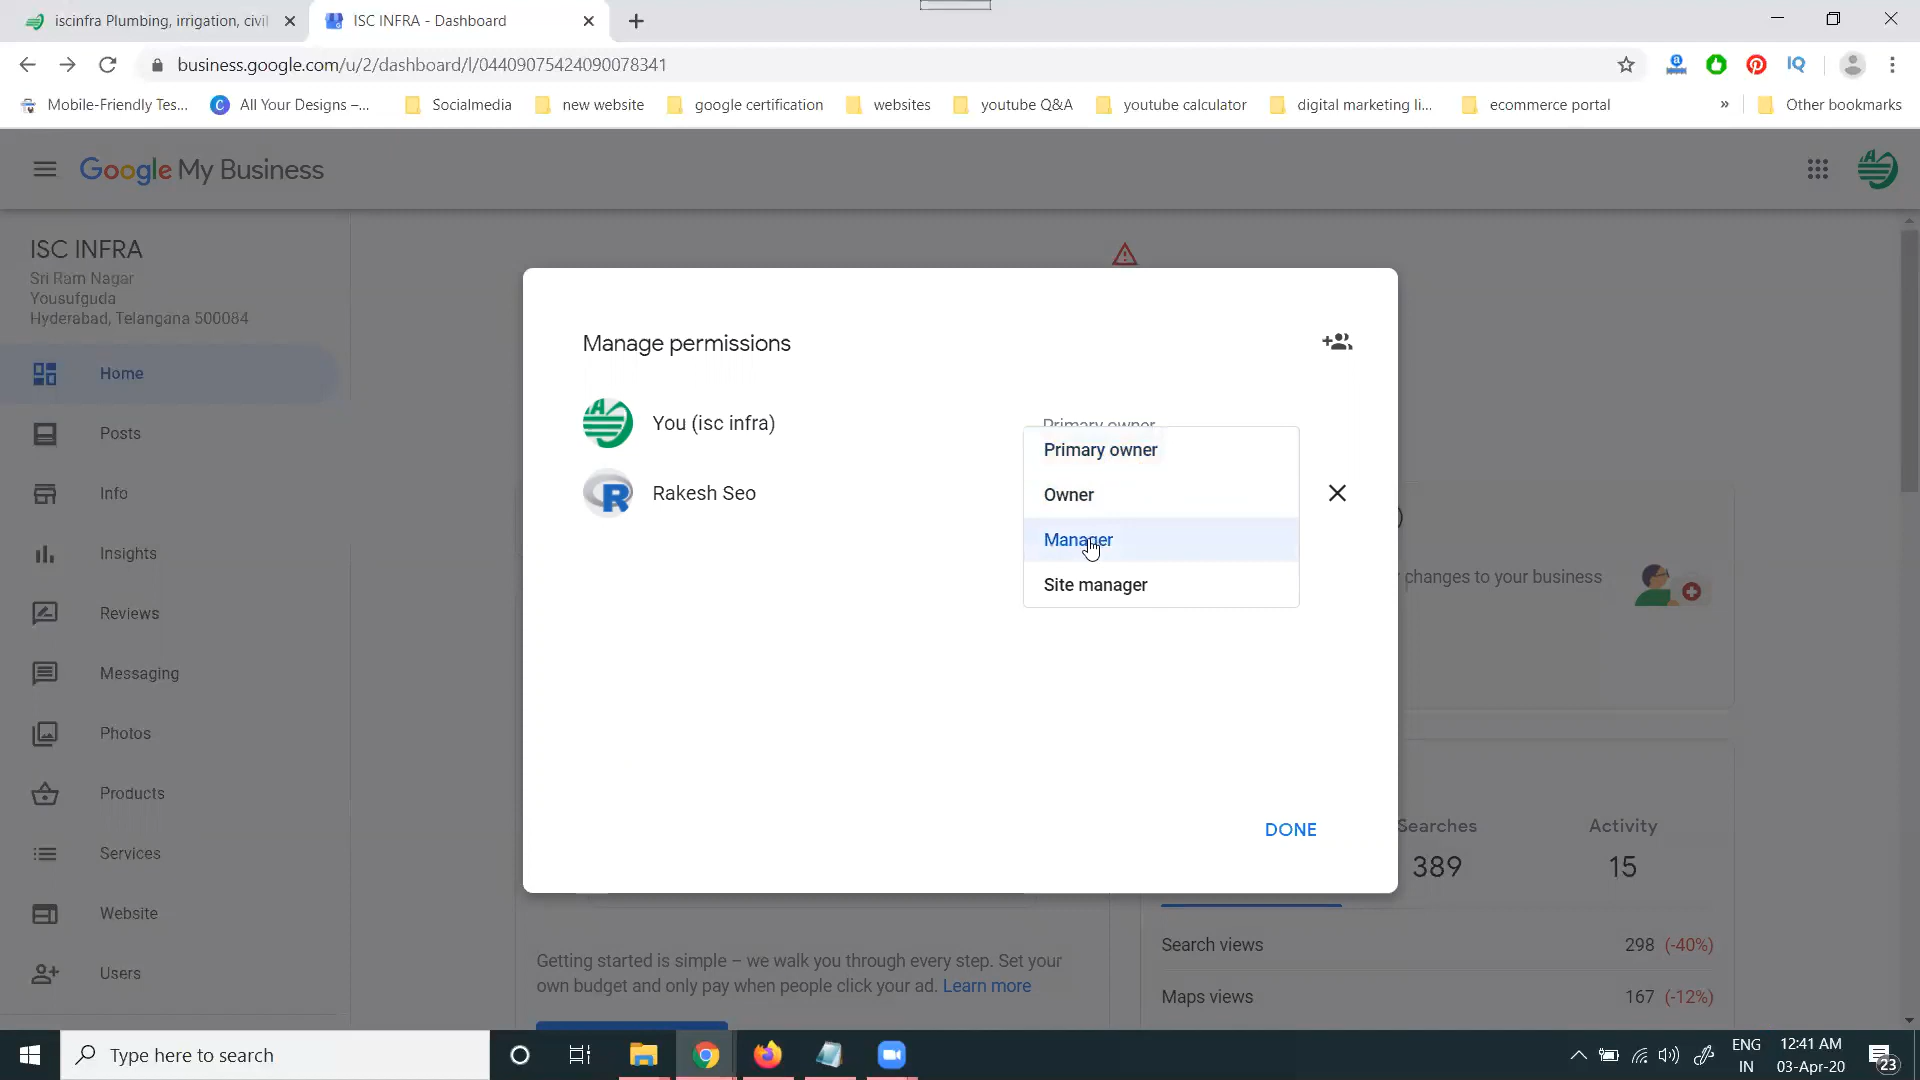 iscinfra Plumbing, irrigation, civil
ISC INFRA - Dashboard
business.google.com/u/2/dashboard/l/04409075424090078341
Mobile-Friendly Tes...
All Your Designs –...
Socialmedia
new website
google certification
websites
youtube Q&A
youtube calculator
digital marketing li...
ecommerce portal
»
Other bookmarks
Google My Business
ISC INFRA
Sri Ram Nagar
Yousufguda
Hyderabad, Telangana 500084
Home
Posts
Info
Insights
Reviews
Messaging
Photos
Products
Services
Website
Users
Manage permissions
You (isc infra)
Primary owner
Rakesh Seo
Primary owner
Owner
Manager
Site manager
DONE
changes to your business
Searches
Activity
389
15
Search views
298 (-40%)
Maps views
167 (-12%)
Getting started is simple – we walk you through every step. Set your
own budget and only pay when people click your ad. Learn more
Type here to search
ENG
IN
12:41 AM
03-Apr-20
23